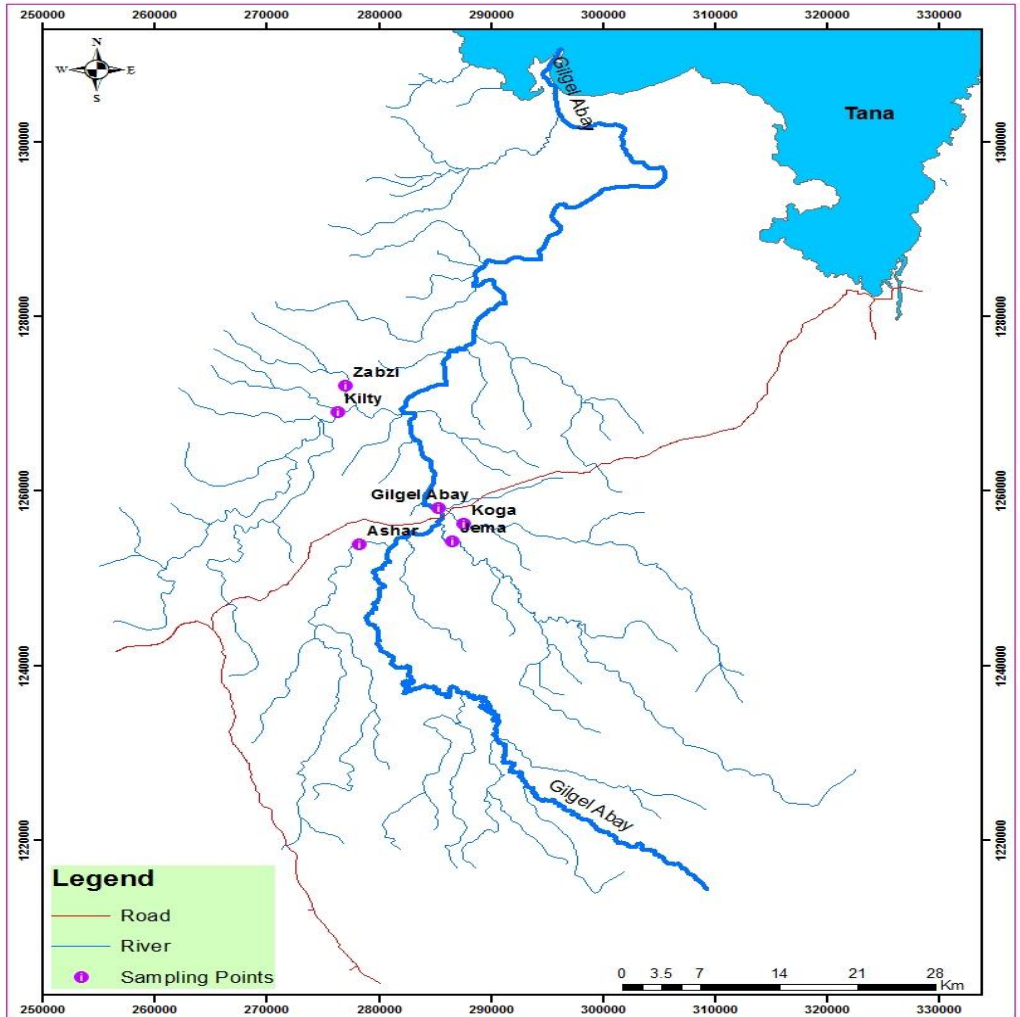 250000 260000 270000 280000 290000 300000 310000 320000 330000
N
W E
S
Gilgel Abay
Tana
1300000 1300000
1280000 1280000
Zabzi
Kilty
1260000 1260000
Gilgel Abay
Koga
Ashar
Jema
1240000 1240000
Gilgel Abay
1220000 1220000
Legend
Road
River
Sampling Points
0 3.5 7 14 21 28
Km
250000 260000 270000 280000 290000 300000 310000 320000 330000